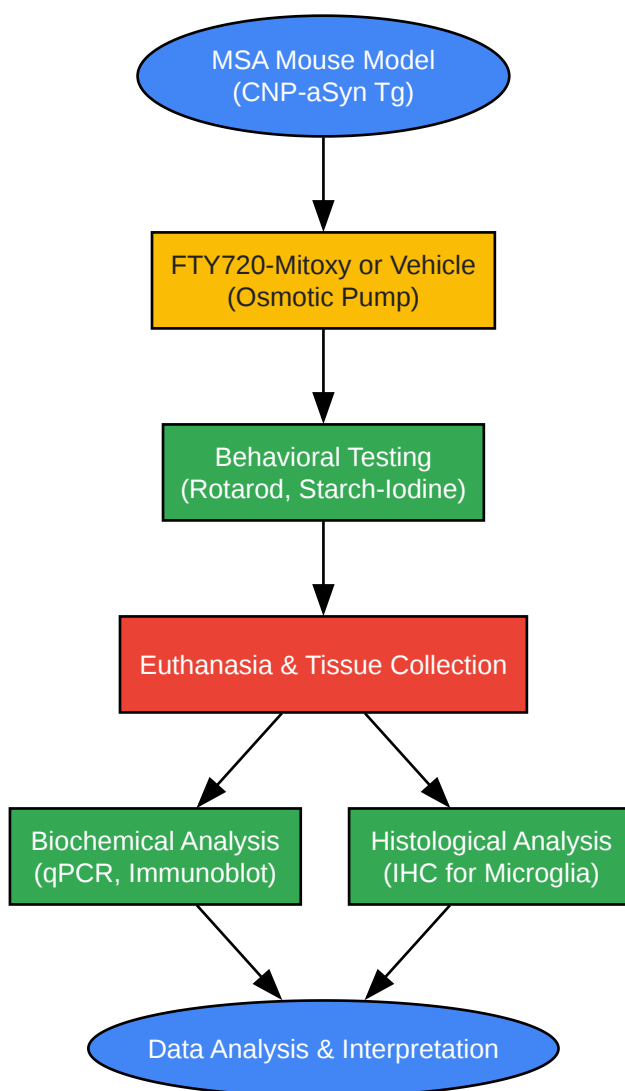 MSA Mouse Model
(CNP-aSyn Tg)
FTY720-Mitoxy or Vehicle
(Osmotic Pump)
Behavioral Testing
(Rotarod, Starch-Iodine)
Euthanasia & Tissue Collection
Biochemical Analysis
(qPCR, Immunoblot)
Histological Analysis
(IHC for Microglia)
Data Analysis & Interpretation